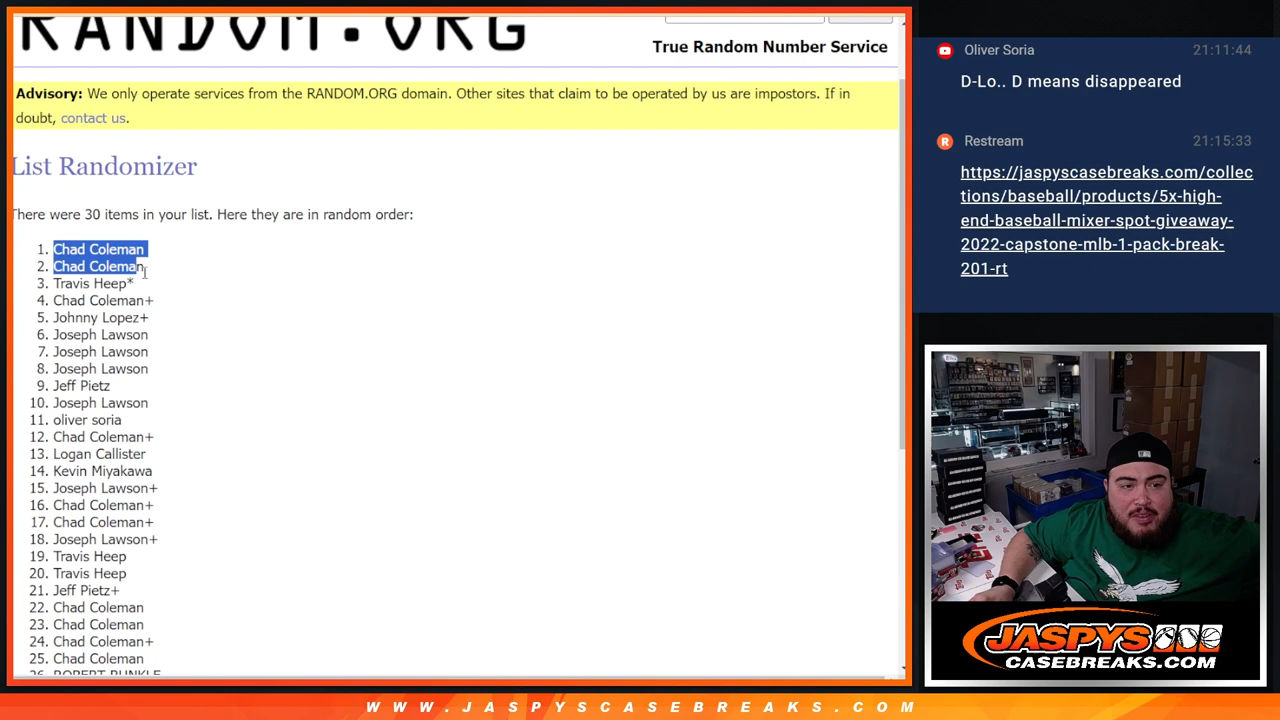 RANDOM.ORG
True Random Number Service
Advisory: We only operate services from the RANDOM.ORG domain. Other sites that claim to be operated by us are impostors. If in
doubt, contact us.
List Randomizer
There were 30 items in your list. Here they are in random order:
1. Chad Coleman
2. Chad Coleman
3. Travis Heep*
4. Chad Coleman+
5. Johnny Lopez+
6. Joseph Lawson
7. Joseph Lawson
8. Joseph Lawson
9. Jeff Pietz
10. Joseph Lawson
11. oliver soria
12. Chad Coleman+
13. Logan Callister
14. Kevin Miyakawa
15. Joseph Lawson+
16. Chad Coleman+
17. Chad Coleman+
18. Joseph Lawson+
19. Travis Heep
20. Travis Heep
21. Jeff Pietz+
22. Chad Coleman
23. Chad Coleman
24. Chad Coleman+
25. Chad Coleman
Oliver Soria 21:11:44
D-Lo.. D means disappeared
Restream 21:15:33
https://jaspyscasebreaks.com/collec
tions/baseball/products/5x-high-
end-baseball-mixer-spot-giveaway-
2022-capstone-mlb-1-pack-break-
201-rt
JASPYS
CASEBREAKS.COM
WWW.JASPYSCASEBREAKS.COM